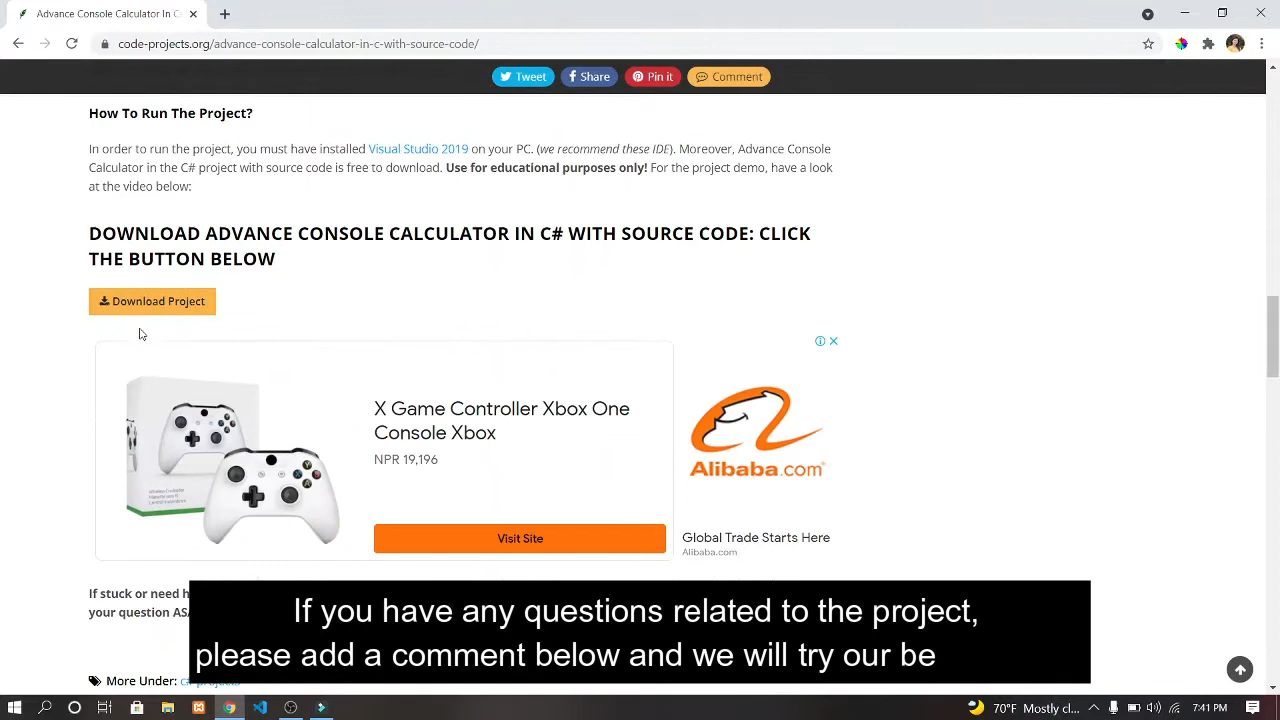 Advance Console Calculator In C
code-projects.org/advance-console-calculator-in-c-with-source-code/
Tweet
Share
Pin it
Comment
How To Run The Project?
In order to run the project, you must have installed Visual Studio 2019 on your PC. (we recommend these IDE). Moreover, Advance Console
Calculator in the C# project with source code is free to download. Use for educational purposes only! For the project demo, have a look
at the video below:
DOWNLOAD ADVANCE CONSOLE CALCULATOR IN C# WITH SOURCE CODE: CLICK
THE BUTTON BELOW
Download Project
X Game Controller Xbox One
Console Xbox
NPR 19,196
Visit Site
Alibaba.com
Global Trade Starts Here
Alibaba.com
If stuck or need h
your question AS
If you have any questions related to the project,
please add a comment below and we will try our be
More Under:
70°F Mostly cl...
7:41 PM